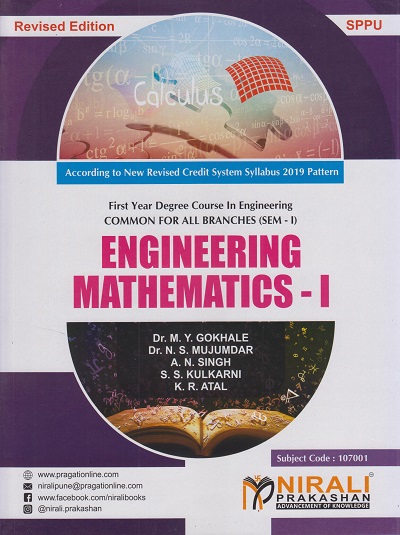 Revised Edition
SPPU
Calculus
According to New Revised Credit System Syllabus 2019 Pattern
First Year Degree Course In Engineering
COMMON FOR ALL BRANCHES (SEM - I)
ENGINEERING
MATHEMATICS - I
Dr. M. Y. GOKHALE
Dr. N. S. MUJUMDAR
A. N. SINGH
S. S. KULKARNI
K. R. ATAL
Subject Code : 107001
www.pragationline.com
niralipune@pragationline.com
www.facebook.com/niralibooks
@nirali.prakashan
NIRALI
PRAKASHAN
ADVANCEMENT OF KNOWLEDGE